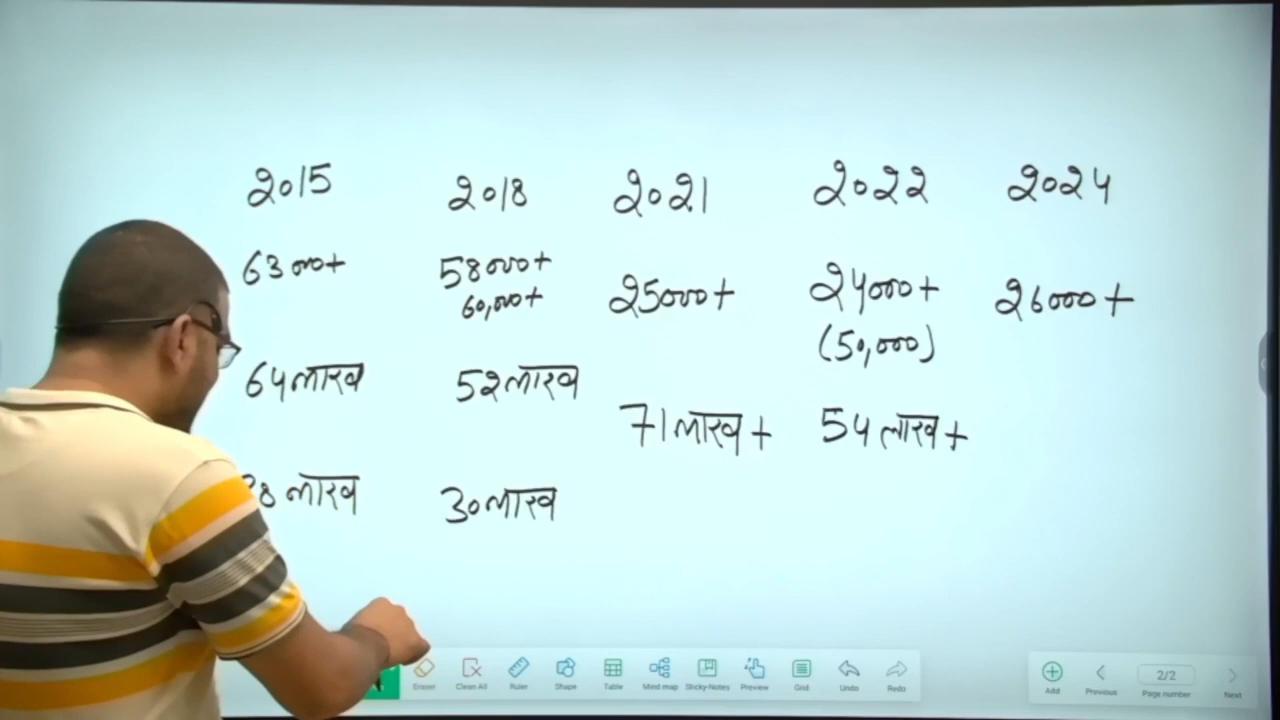 2015 2018 2021 2022 2024
63000+ 58000+
60,000+ 25000+ 24000+ 26000+
(50,000)
64लाख 52लाख
71लाख+ 54लाख+
लाख 30लाख
Eraser Clean All Ruler Shape Table Mind map Sticky-Notes Preview Grid Undo Redo
Add Previous 2/2 Page number Next